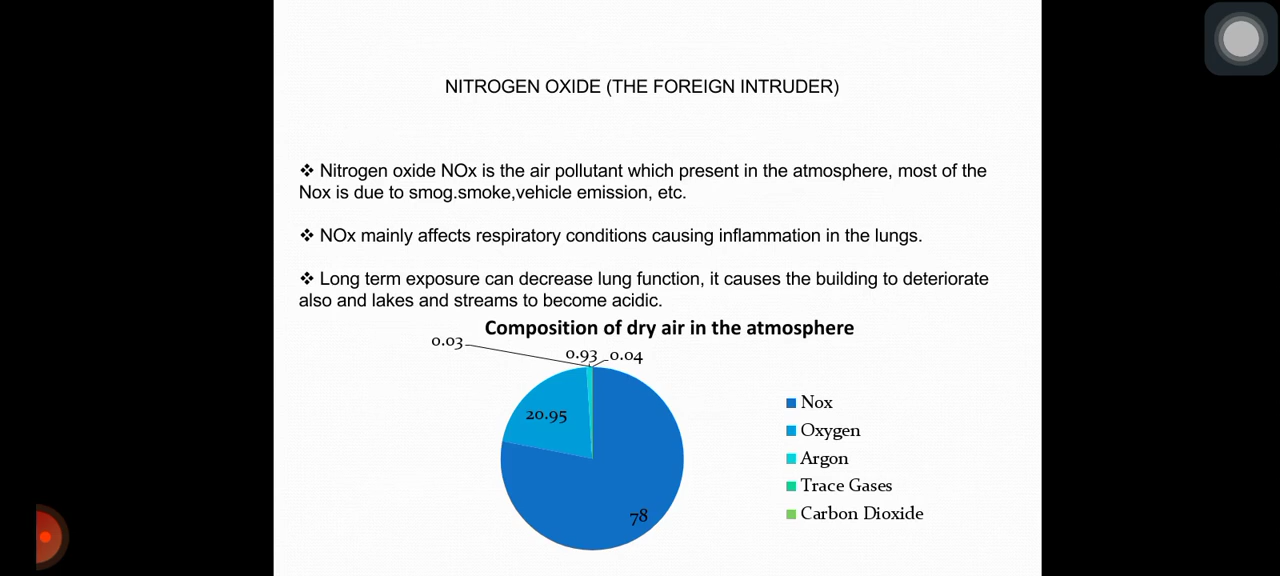 NITROGEN OXIDE (THE FOREIGN INTRUDER)
❖ Nitrogen oxide NOx is the air pollutant which present in the atmosphere, most of the
Nox is due to smog.smoke,vehicle emission, etc.
❖ NOx mainly affects respiratory conditions causing inflammation in the lungs.
❖ Long term exposure can decrease lung function, it causes the building to deteriorate
also and lakes and streams to become acidic.
Composition of dry air in the atmosphere
0.03
0.93
0.04
20.95
78
Nox
Oxygen
Argon
Trace Gases
Carbon Dioxide